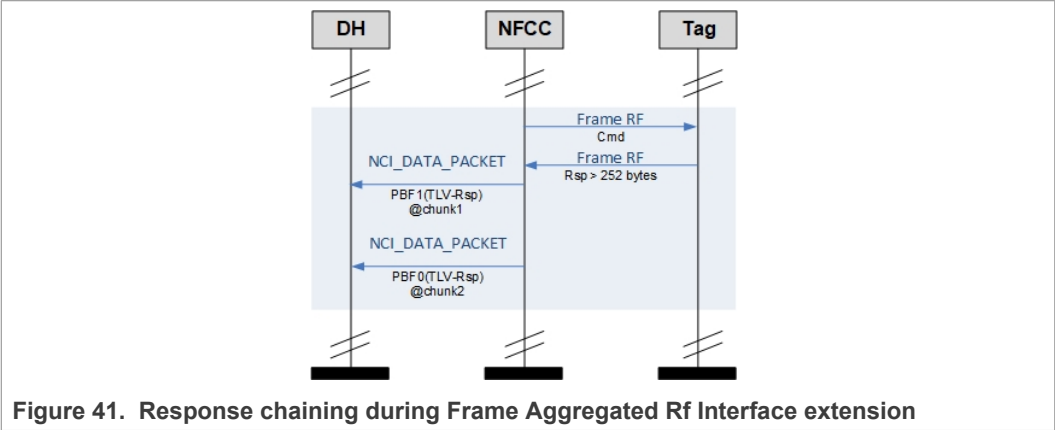 DH
NFCC
Tag
Frame RF
Cmd
Frame RF
Rsp > 252 bytes
NCI_DATA_PACKET
PBF1(TLV-Rsp)
@chunk1
NCI_DATA_PACKET
PBF0(TLV-Rsp)
@chunk2
Figure 41. Response chaining during Frame Aggregated Rf Interface extension